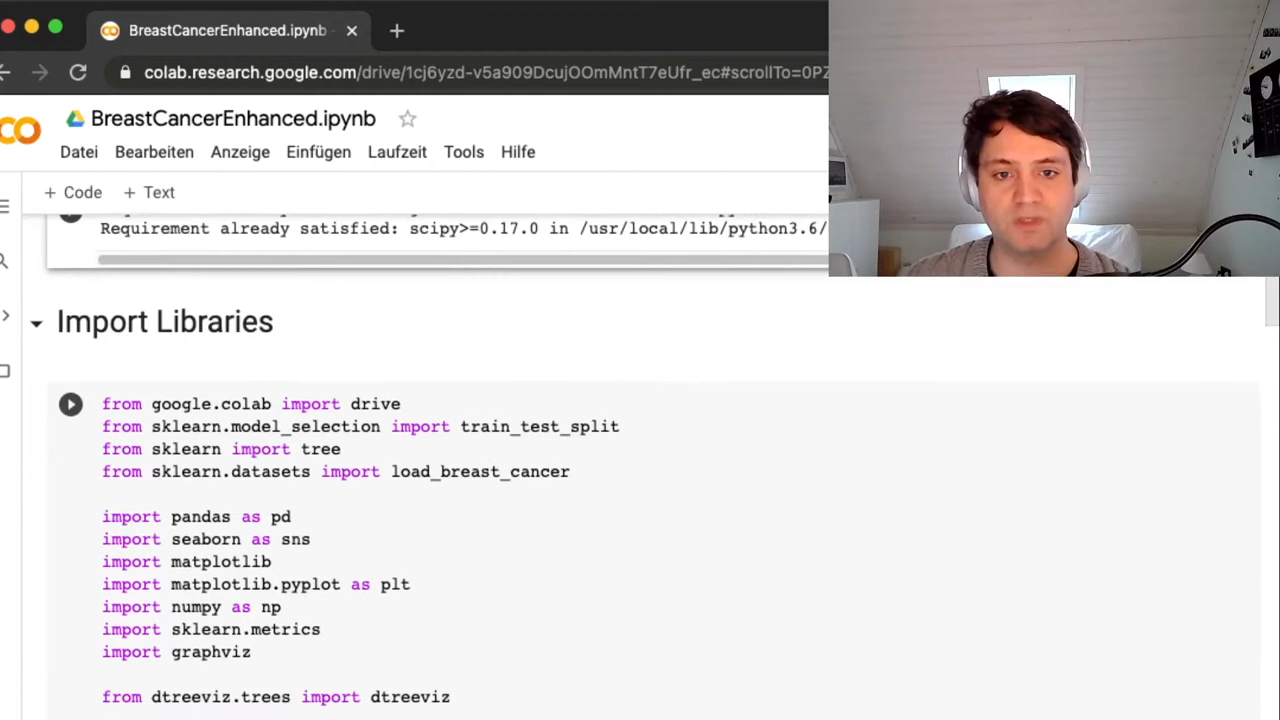 BreastCancerEnhanced.ipynb
colab.research.google.com/drive/1cj6yzd-v5a909DcujOOmMntT7eUfr_ec#scrollTo=0PZ
BreastCancerEnhanced.ipynb
Datei Bearbeiten Anzeige Einfügen Laufzeit Tools Hilfe
+ Code + Text
Requirement already satisfied: scipy>=0.17.0 in /usr/local/lib/python3.6/
Import Libraries
from google.colab import drive
from sklearn.model_selection import train_test_split
from sklearn import tree
from sklearn.datasets import load_breast_cancer
import pandas as pd
import seaborn as sns
import matplotlib
import matplotlib.pyplot as plt
import numpy as np
import sklearn.metrics
import graphviz
from dtreeviz.trees import dtreeviz